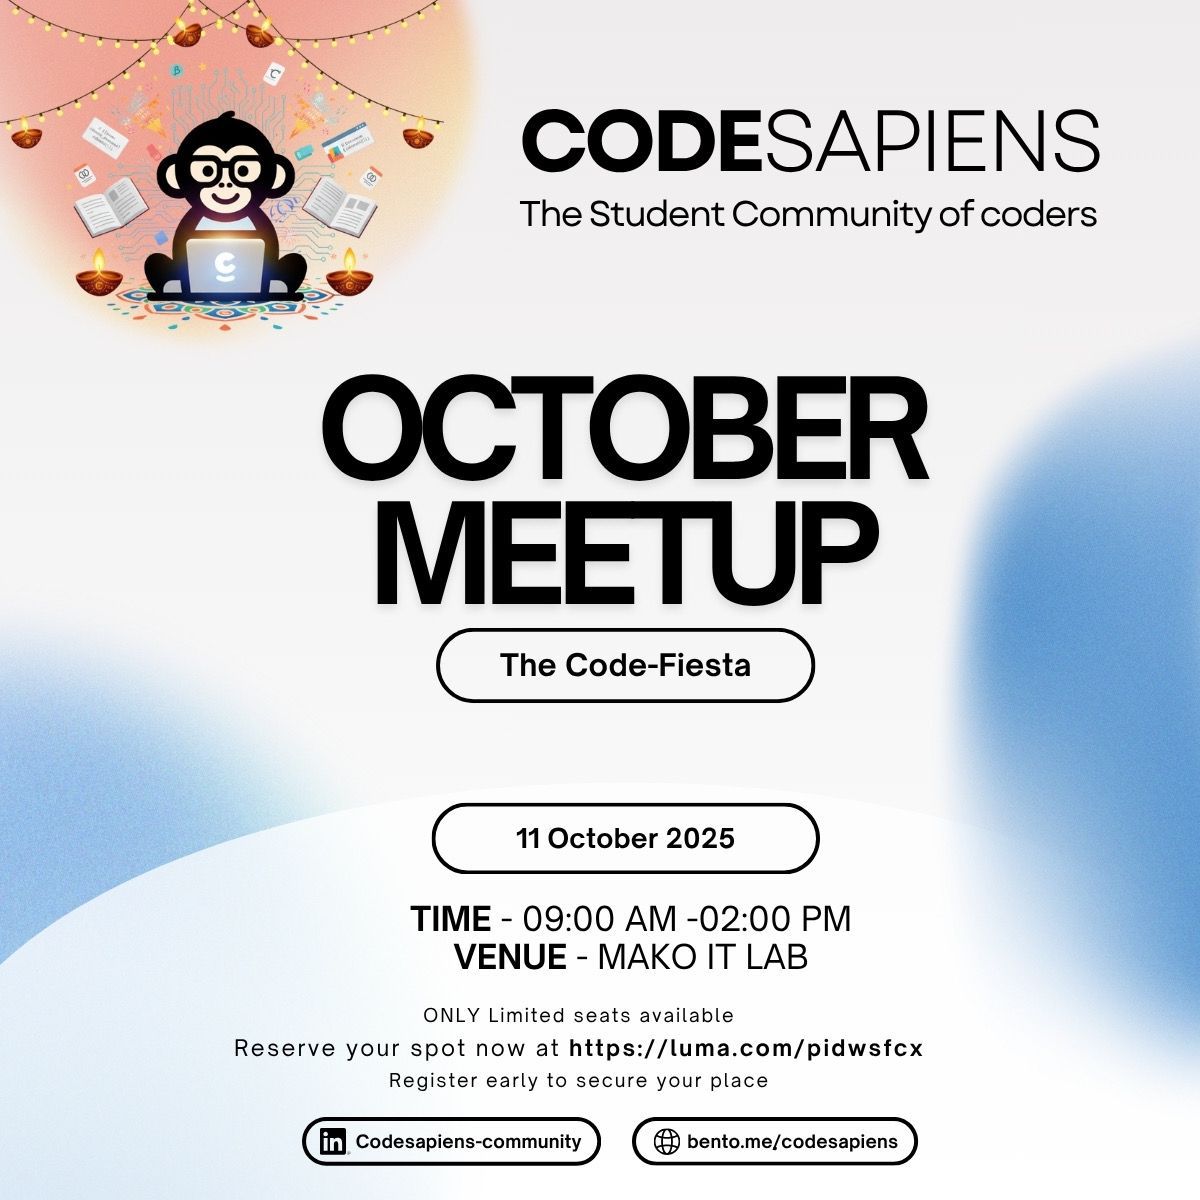 CODESAPIENS
The Student Community of coders
OCTOBER
MEETUP
The Code-Fiesta
11 October 2025
TIME - 09:00 AM -02:00 PM
VENUE - MAKO IT LAB
ONLY Limited seats available
Reserve your spot now at https://luma.com/pidwsfcx
Register early to secure your place
in Codesapiens-community
bento.me/codesapiens